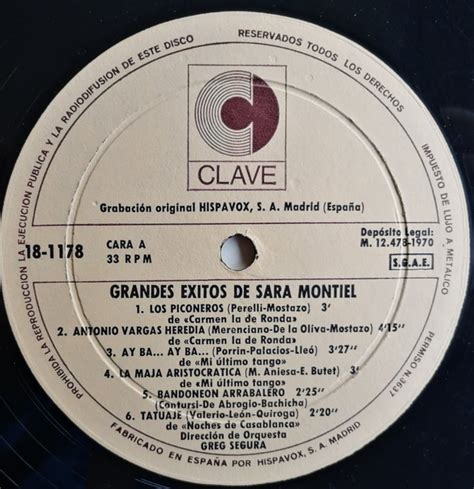 RESERVADOS TODOS LOS DERECHOS
IMPUESTO DE LUJO A METALICO
PERMISO N.3637
PROHIBIDA LA REPRODUCCION LA EJECUCION PUBLICA Y LA RADIODIFUSION DE ESTE DISCO
CLAVE
Grabación original HISPAVOX, S. A. Madrid (España)
18-1178
CARA A
33 RPM
Depósito Legal:
M. 12.478-1970
S.G.A.E.
GRANDES EXITOS DE SARA MONTIEL
1. LOS PICONEROS (Perelli-Mostazo) 3'
de «Carmen la de Ronda»
2. ANTONIO VARGAS HEREDIA (Merenciano-De la Oliva-Mostazo) 4'15"
de «Carmen la de Ronda»
3. AY BA... AY BA... (Porrin-Palacios-Lleó) 3'27"
de «Mi último tango»
4. LA MAJA ARISTOCRATICA (M. Aniesa-E. Butet) 3'
de «Mi último tango»
5. BANDONEON ARRABALERO 2'25"
(Contursi-De Abrogio-Bachicha)
6. TATUAJE (Valerio-León-Quiroga) 2'20"
de «Noches de Casablanca»
Dirección de Orquesta
GREG SEGURA
FABRICADO EN ESPAÑA POR HISPAVOX, S. A. MADRID